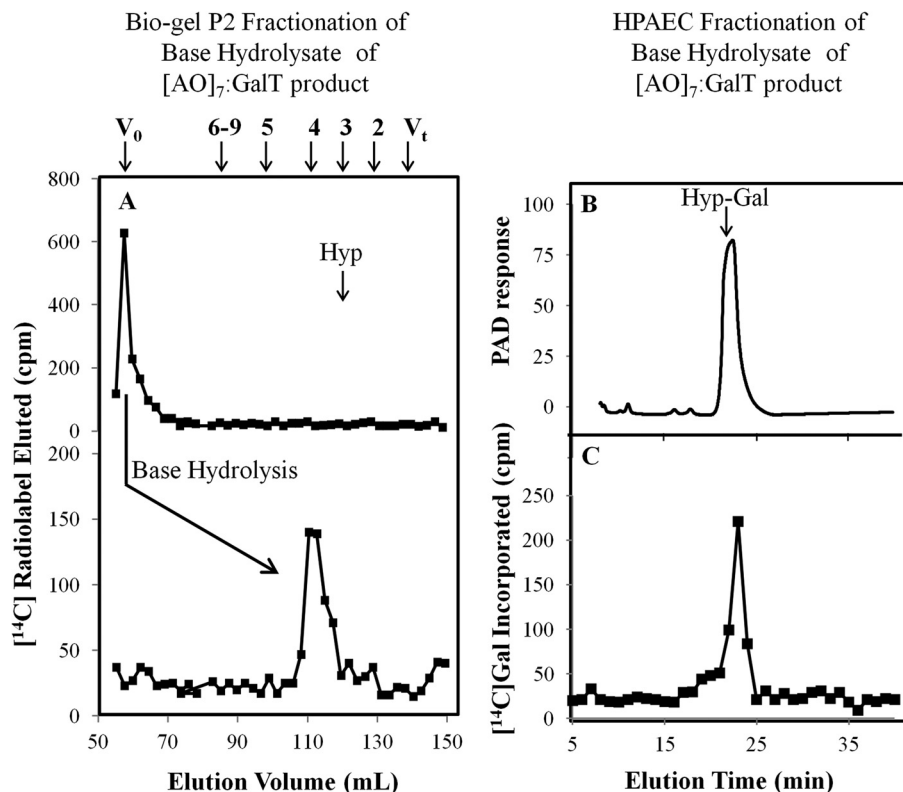 Bio-gel P2 Fractionation of
Base Hydrolysate of
[AO]₇:GalT product
V₀ 6-9 5 4 3 2 Vₜ
800
A
600
Hyp
400
200
0
200
Base Hydrolysis
150
100
50
0
50 70 90 110 130 150
Elution Volume (mL)
[¹⁴C] Radiolabel Eluted (cpm)
HPAEC Fractionation of
Base Hydrolysate of
[AO]₇:GalT product
B
Hyp-Gal
100
75
50
25
0
PAD response
C
250
200
150
100
50
0
5 15 25 35
Elution Time (min)
[¹⁴C]Gal Incorporated (cpm)